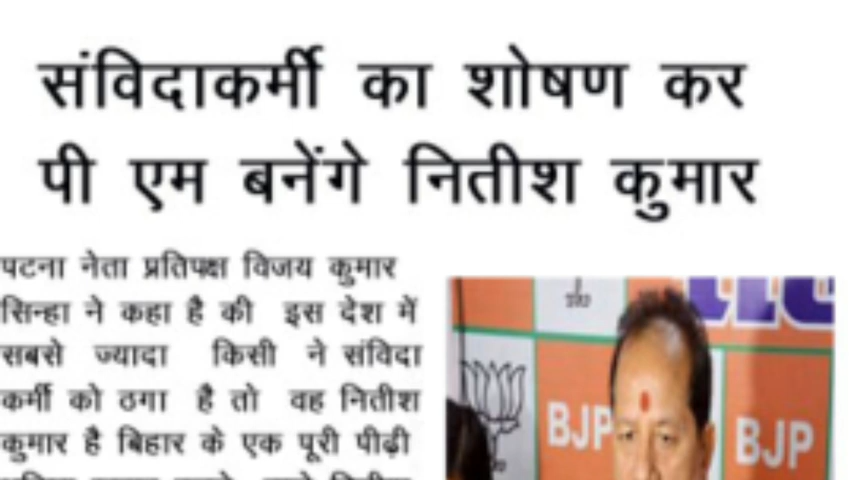 संविदाकर्मी का शोषण कर
पी एम बनेंगे नितीश कुमार
पटना नेता प्रतिपक्ष विजय कुमार
सिन्हा ने कहा है की इस देश में
सबसे ज्यादा किसी ने संविदा
कर्मी को ठगा है तो वह नितीश
कुमार है बिहार के एक पूरी पीढ़ी
BJP
BJP